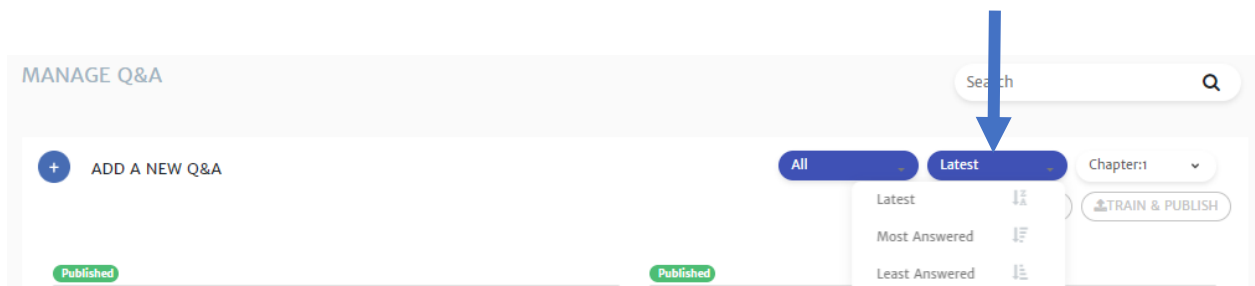 MANAGE Q&A
Search
ADD A NEW Q&A
All
Latest
Chapter:1
Latest
TRAIN & PUBLISH
Most Answered
Published
Published
Least Answered